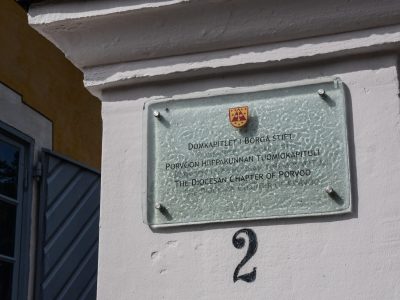 DOMKAPITLET I BORGÅ STIFT
PORVOON HIIPPAKUNNAN TUOMIOKAPITULI
THE DIOCESAN CHAPTER OF PORVOO
2